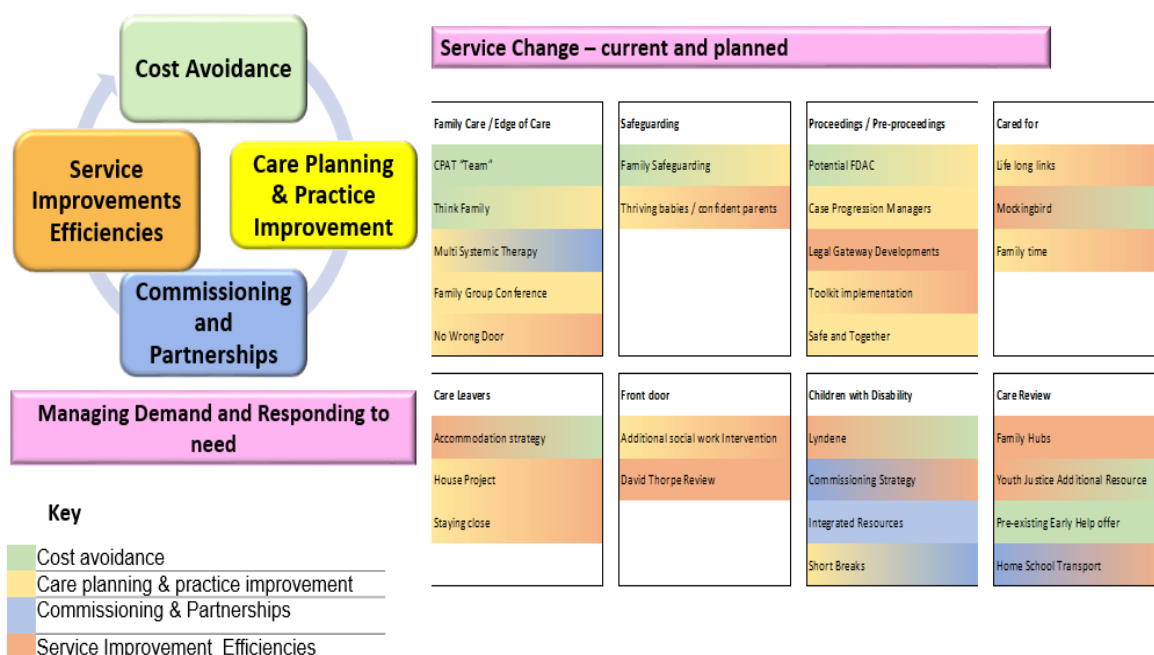 Cost Avoidance
Service
Improvements
Efficiencies
Care Planning
& Practice
Improvement
Commissioning
and
Partnerships
Managing Demand and Responding to
need
Key
Cost avoidance
Care planning & practice improvement
Commissioning & Partnerships
Service Improvement Efficiencies
Service Change – current and planned
Family Care / Edge of Care
CPAT "Team"
Think Family
Multi Systemic Therapy
Family Group Conference
No Wrong Door
Safeguarding
Family Safeguarding
Thriving babies / confident parents
Proceedings / Pre-proceedings
Potential FDAC
Case Progression Managers
Legal Gateway Developments
Toolkit implementation
Safe and Together
Cared for
Life long links
Mockingbird
Family time
Care Leavers
Accommodation strategy
House Project
Staying close
Front door
Additional social work Intervention
David Thorpe Review
Children with Disability
Lyndene
Commissioning Strategy
Integrated Resources
Short Breaks
Care Review
Family Hubs
Youth Justice Additional Resource
Pre-existing Early Help offer
Home School Transport